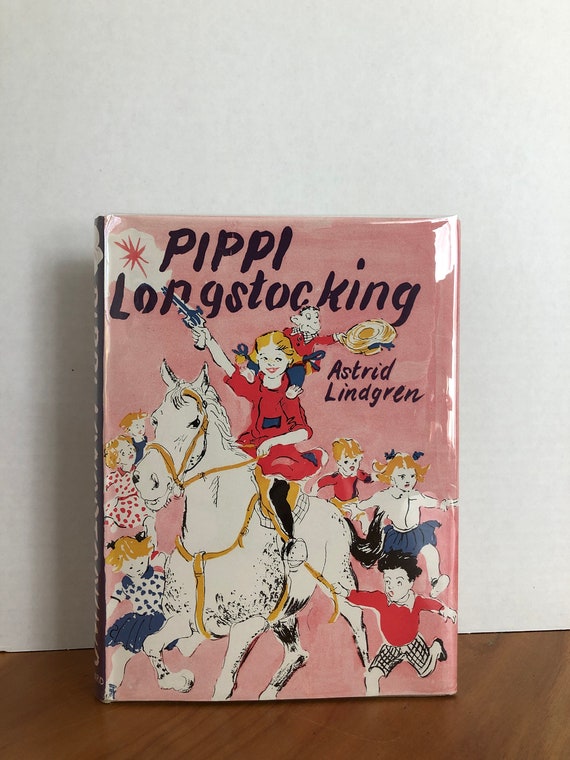 PIPPI
Longstocking
Astrid
Lindgren